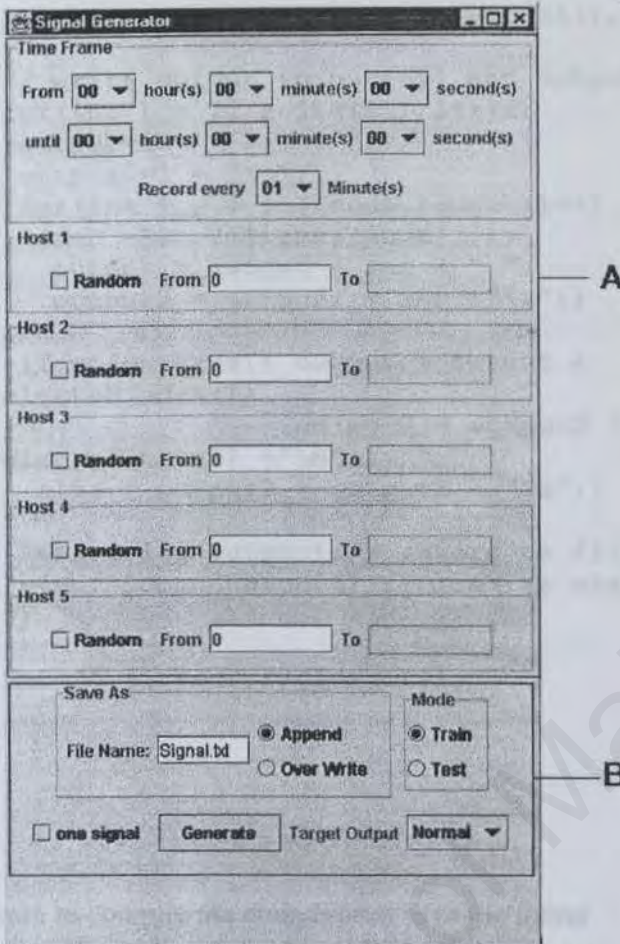 Signal Generator
Time Frame
From 00 hour(s) 00 minute(s) 00 second(s)
until 00 hour(s) 00 minute(s) 00 second(s)
Record every 01 Minute(s)
Host 1
Random From 0 To
A
Host 2
Random From 0 To
Host 3
Random From 0 To
Host 4
Random From 0 To
Host 5
Random From 0 To
Save As
Mode
File Name: Signal.txt
Append
Train
Over Write
Test
B
one signal Generate Target Output Normal